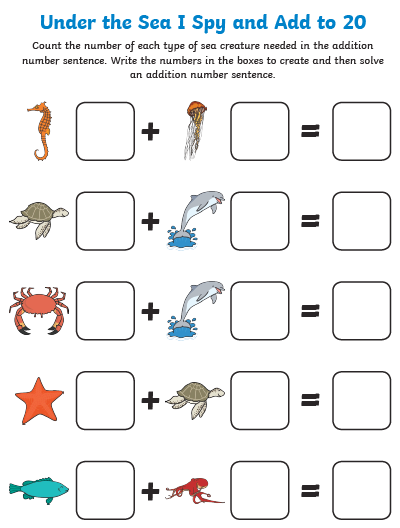 Under the Sea I Spy and Add to 20
Count the number of each type of sea creature needed in the addition
number sentence. Write the numbers in the boxes to create and then solve
an addition number sentence.
+ =
+ =
+ =
+ =
+ =